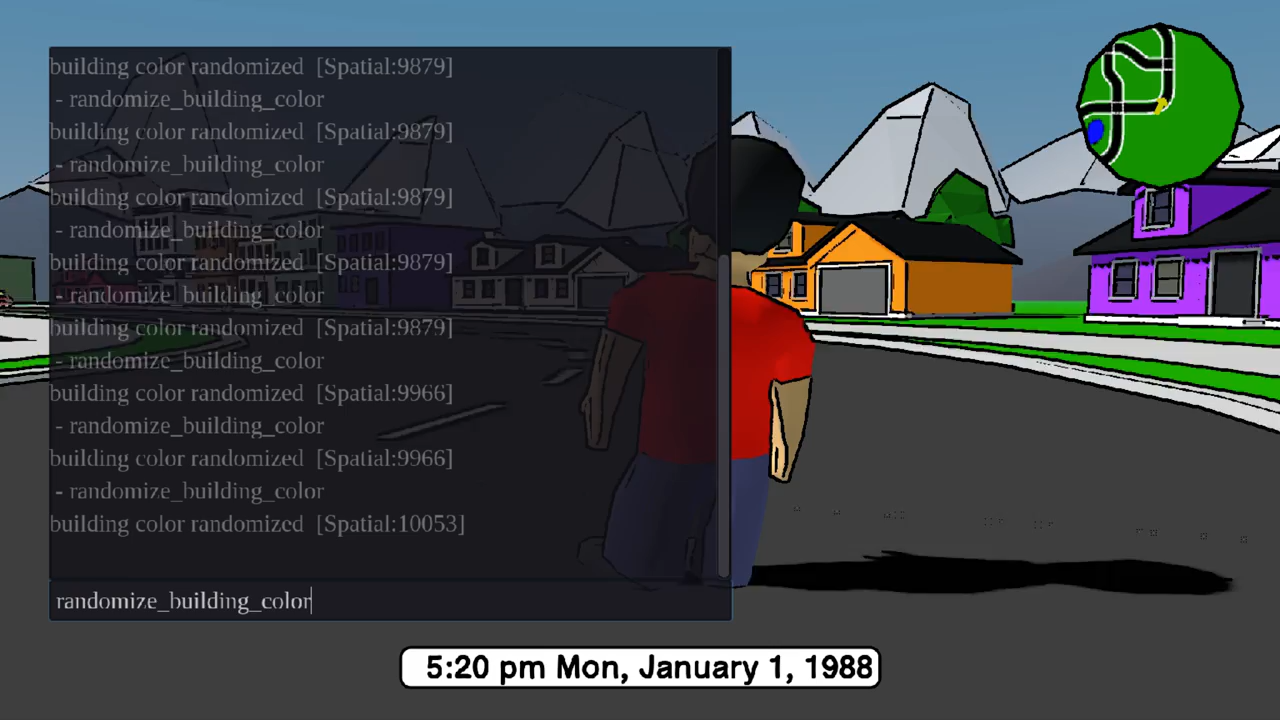 building color randomized  [Spatial:9879]
- randomize_building_color
building color randomized  [Spatial:9879]
- randomize_building_color
building color randomized  [Spatial:9879]
- randomize_building_color
building color randomized  [Spatial:9879]
- randomize_building_color
building color randomized  [Spatial:9879]
- randomize_building_color
building color randomized  [Spatial:9966]
- randomize_building_color
building color randomized  [Spatial:9966]
- randomize_building_color
building color randomized  [Spatial:10053]
randomize_building_color
5:20 pm Mon, January 1, 1988